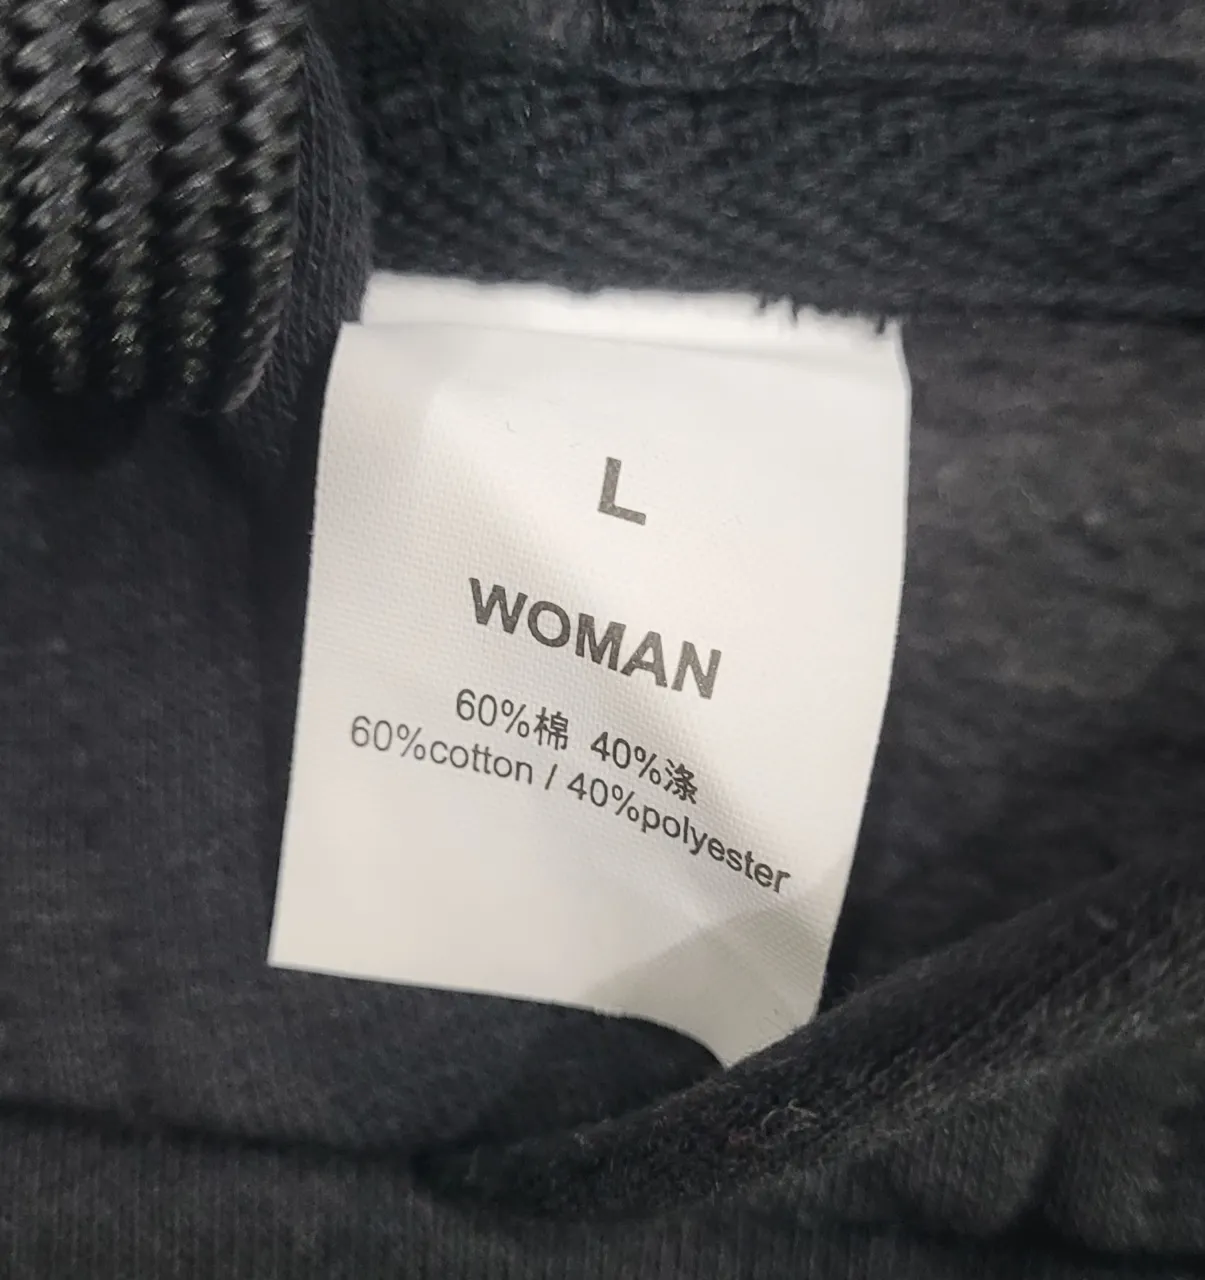 L
WOMAN
60%棉 40%涤
60%cotton / 40%polyester